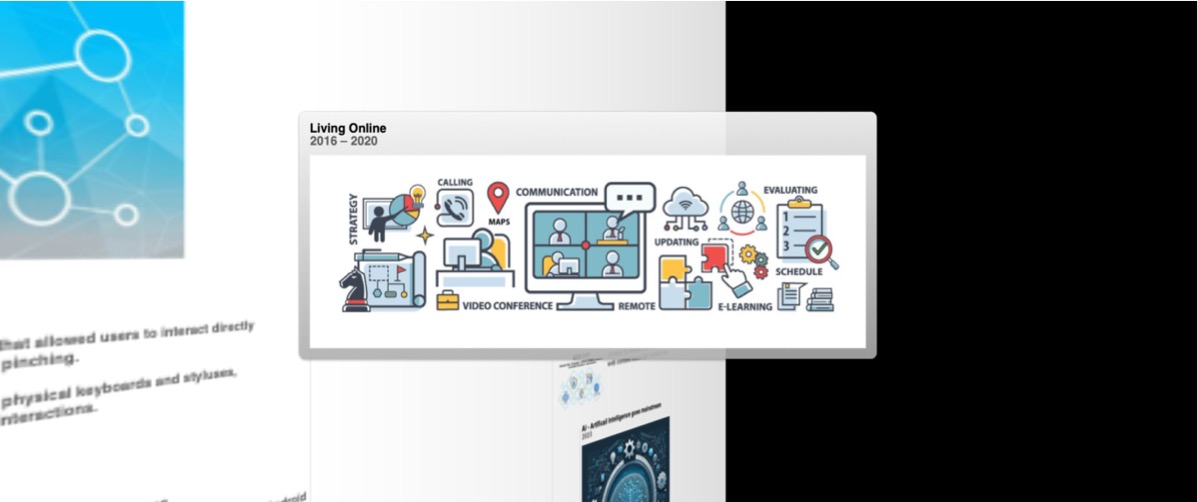 Living Online
2016 – 2020
STRATEGY
CALLING
MAPS
COMMUNICATION
EVALUATING
1
2
3
UPDATING
SCHEDULE
VIDEO CONFERENCE
REMOTE
E-LEARNING
that allowed users to interact directly
pinching.
physical keyboards and styluses,
interactions.
AI - Artificial Intelligence goes mainstream